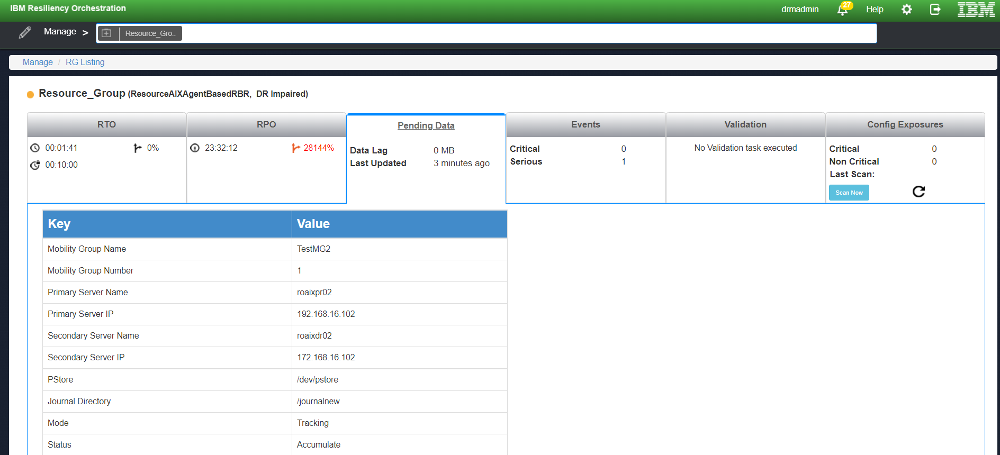 IBM Resiliency Orchestration
drmadmin 27 Help IBM
Manage > Resource_Gro..
Manage / RG Listing
Resource_Group (ResourceAIXAgentBasedRBR, DR Impaired)
RTO RPO Pending Data Events Validation Config Exposures
00:01:41 0%
00:10:00
23:32:12 28144%
Data Lag 0 MB
Last Updated 3 minutes ago
Critical 0
Serious 1
No Validation task executed
Critical 0
Non Critical 0
Last Scan:
Scan Now
Key Value
Mobility Group Name TestMG2
Mobility Group Number 1
Primary Server Name roaixpr02
Primary Server IP 192.168.16.102
Secondary Server Name roaixdr02
Secondary Server IP 172.168.16.102
PStore /dev/pstore
Journal Directory /journalnew
Mode Tracking
Status Accumulate